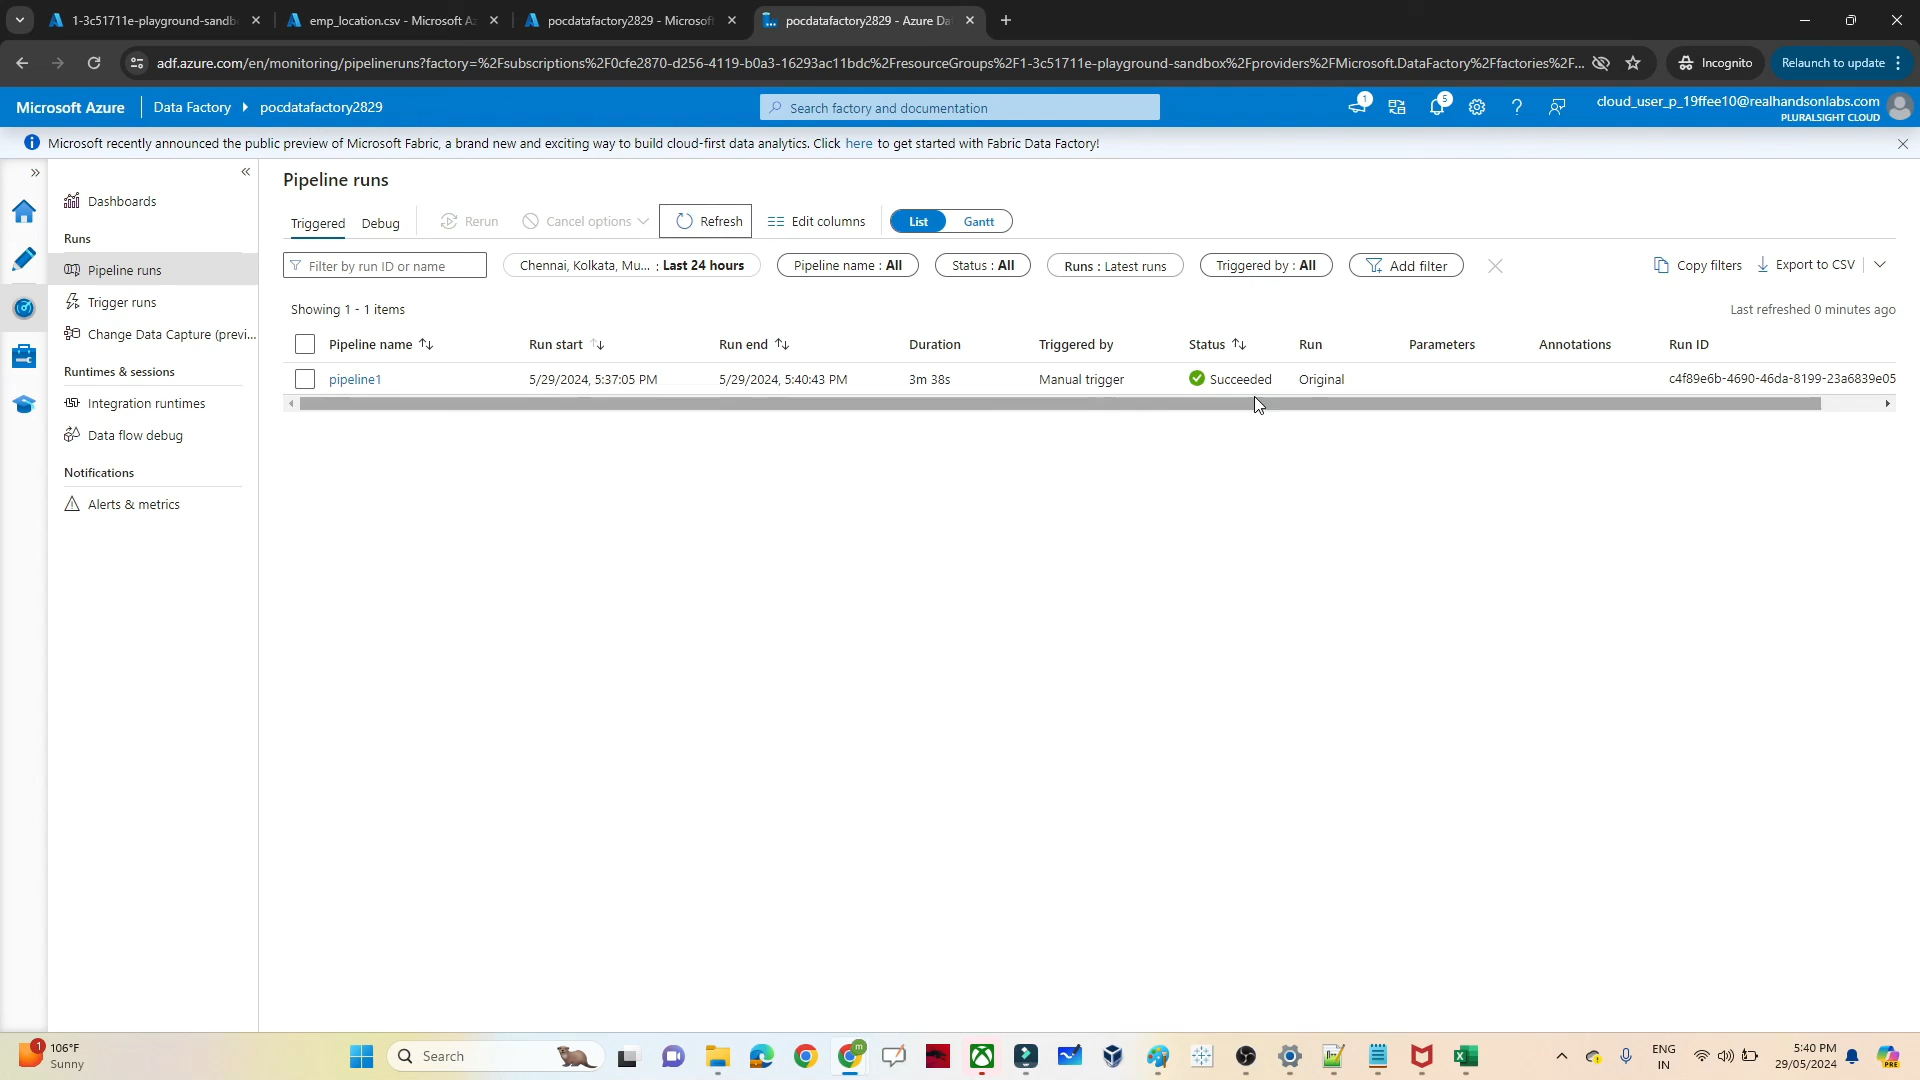 1-3c51711e-playground-sandb
emp_location.csv - Microsoft A
pocdatafactory2829 - Microsof
pocdatafactory2829 - Azure Da
adf.azure.com/en/monitoring/pipelineruns?factory=%2Fsubscriptions%2F0cfe2870-d256-4119-b0a3-16293ac11bdc%2FresourceGroups%2F1-3c51711e-playground-sandbox%2Fproviders%2FMicrosoft.DataFactory%2Ffactories%2F...
Incognito
Relaunch to update
Microsoft Azure
Data Factory
pocdatafactory2829
Search factory and documentation
1
5
cloud_user_p_19ffee10@realhandsonlabs.com
PLURALSIGHT CLOUD
Microsoft recently announced the public preview of Microsoft Fabric, a brand new and exciting way to build cloud-first data analytics. Click here to get started with Fabric Data Factory!
Dashboards
Runs
Pipeline runs
Trigger runs
Change Data Capture (previ...
Runtimes & sessions
Integration runtimes
Data flow debug
Notifications
Alerts & metrics
Pipeline runs
Triggered Debug Rerun Cancel options Refresh Edit columns List Gantt
Filter by run ID or name Chennai, Kolkata, Mu... : Last 24 hours Pipeline name : All Status : All Runs : Latest runs Triggered by : All Add filter Copy filters Export to CSV
Showing 1 - 1 items
Last refreshed 0 minutes ago
Pipeline name Run start Run end Duration Triggered by Status Run Parameters Annotations Run ID
pipeline1 5/29/2024, 5:37:05 PM 5/29/2024, 5:40:43 PM 3m 38s Manual trigger Succeeded Original c4f89e6b-4690-46da-8199-23a6839e05
1
106°F
Sunny
Search
m
ENG
IN
5:40 PM
29/05/2024
PRE